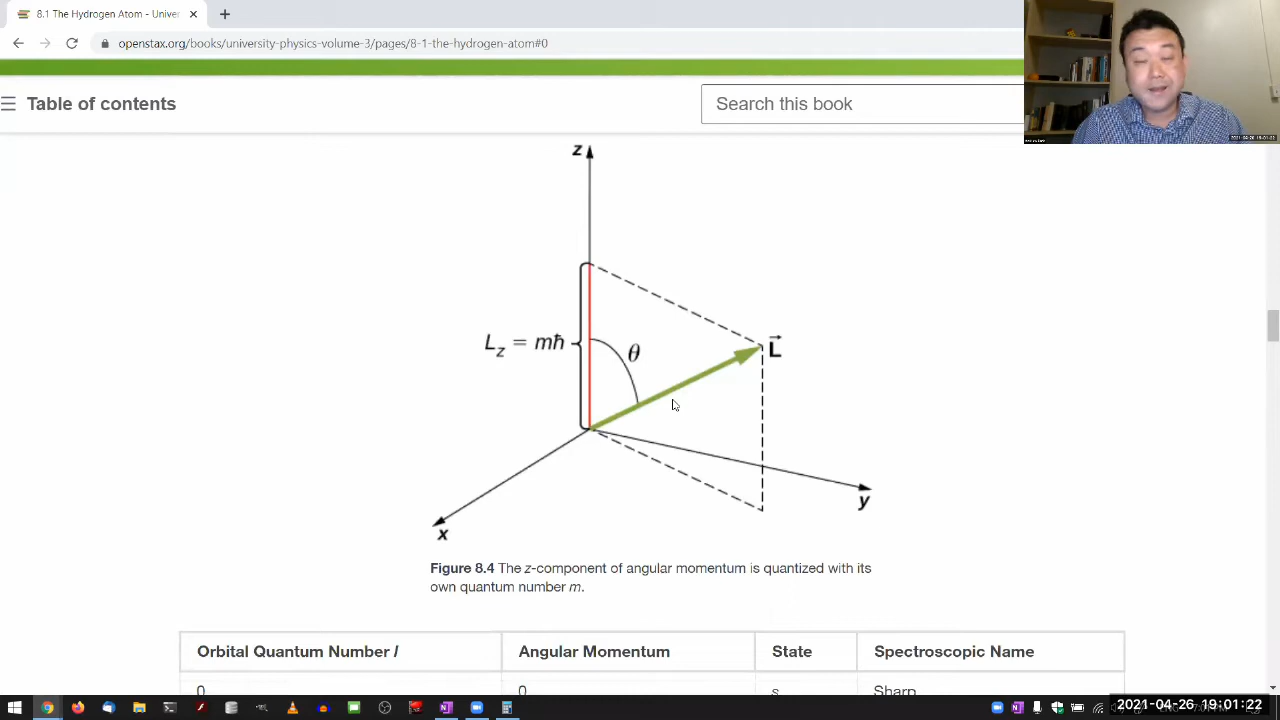 8.1 The Hydrogen Atom - Univer
openstax.org/books/university-physics-volume-3/pages/8-1-the-hydrogen-atom#0
Table of contents
Search this book
z
L_z = mħ
θ
L⃗
x
y
Figure 8.4 The z-component of angular momentum is quantized with its
own quantum number m.
Orbital Quantum Number l
Angular Momentum
State
Spectroscopic Name
0
0
s
Sharp
2021-04-26 19:01:22